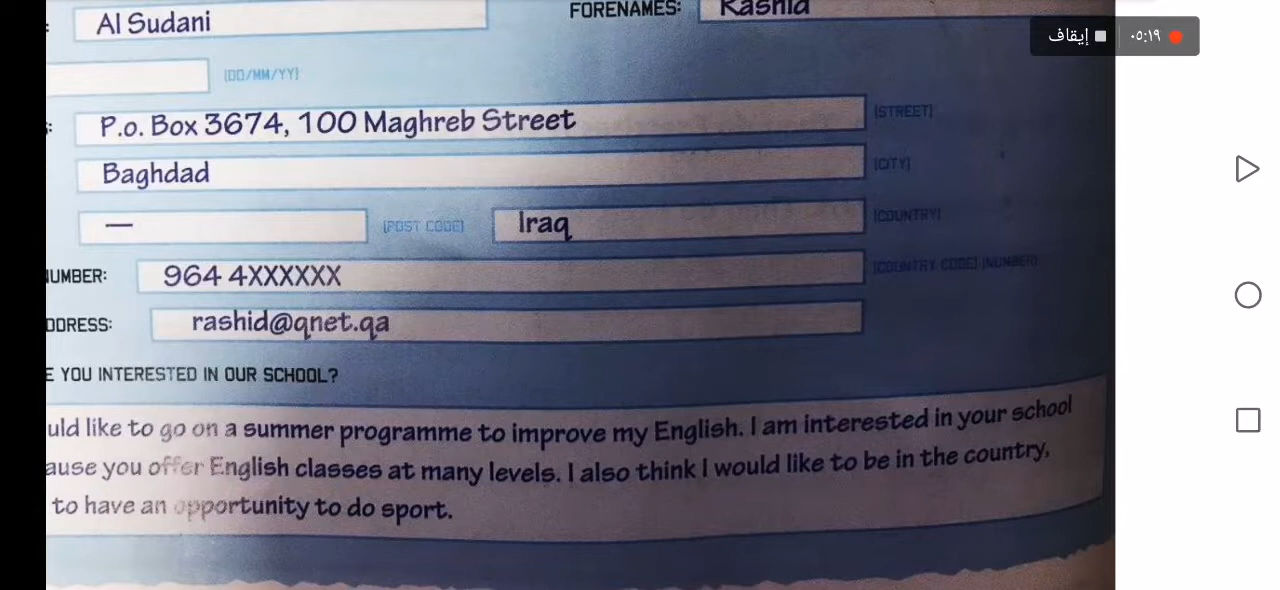 : Al Sudani FORENAMES: Rashid
إيقاف ٠٥:١٩
[DD/MM/YY]
S: P.o. Box 3674, 100 Maghreb Street [STREET]
Baghdad [CITY]
— [POST CODE] Iraq [COUNTRY]
NUMBER: 964 4XXXXXX [COUNTRY CODE] [NUMBER]
DDRESS: rashid@qnet.qa
E YOU INTERESTED IN OUR SCHOOL?
uld like to go on a summer programme to improve my English. I am interested in your school
ause you offer English classes at many levels. I also think I would like to be in the country,
to have an opportunity to do sport.